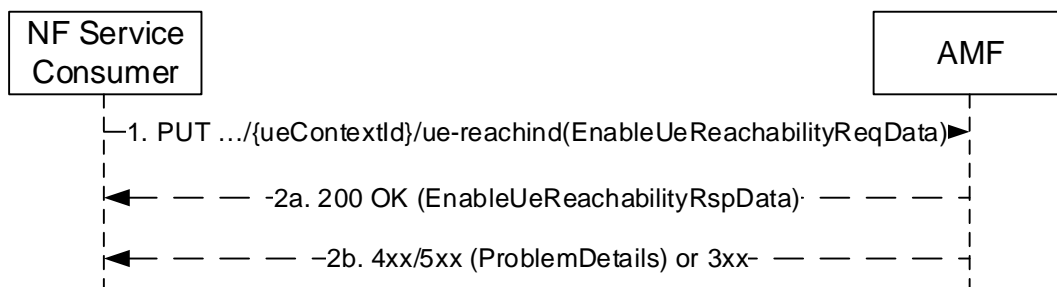 NF Service
Consumer
AMF
1. PUT …/{ueContextId}/ue-reachind(EnableUeReachabilityReqData)
2a. 200 OK (EnableUeReachabilityRspData)
2b. 4xx/5xx (ProblemDetails) or 3xx